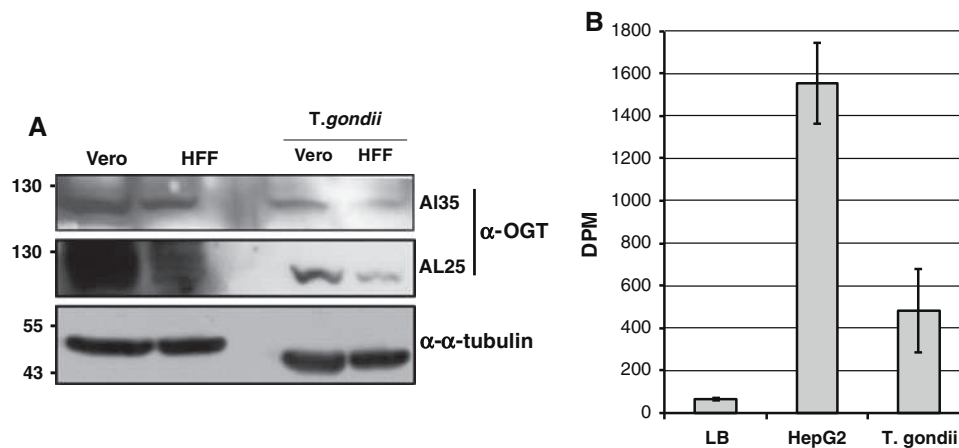 A
T.gondii
Vero HFF Vero HFF
130
AI35
α-OGT
130
AL25
55
α-α-tubulin
43
B
1800
1600
1400
1200
1000
800
600
400
200
0
DPM
LB HepG2 T. gondii